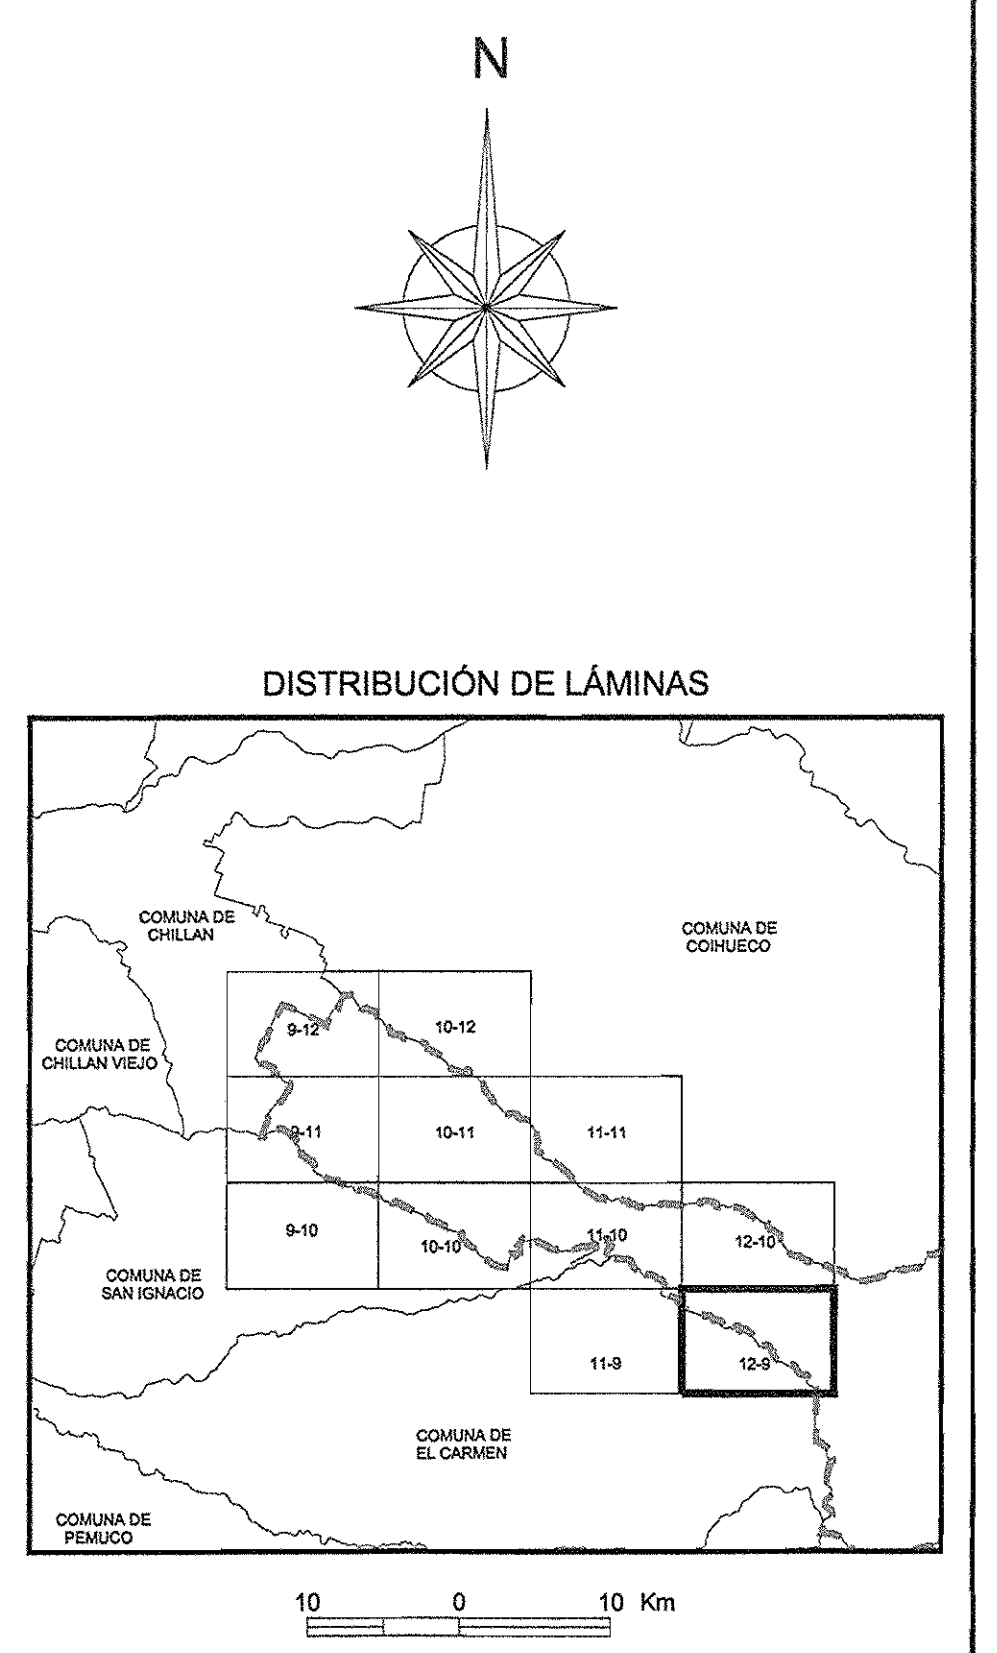 N
DISTRIBUCIÓN DE LÁMINAS
COMUNA DE
CHILLAN
COMUNA DE
COIHUECO
9-12
10-12
COMUNA DE
CHILLAN VIEJO
9-11
10-11
11-11
9-10
10-10
11-10
12-10
COMUNA DE
SAN IGNACIO
11-9
12-9
COMUNA DE
EL CARMEN
COMUNA DE
PEMUCO
10 0 10 Km